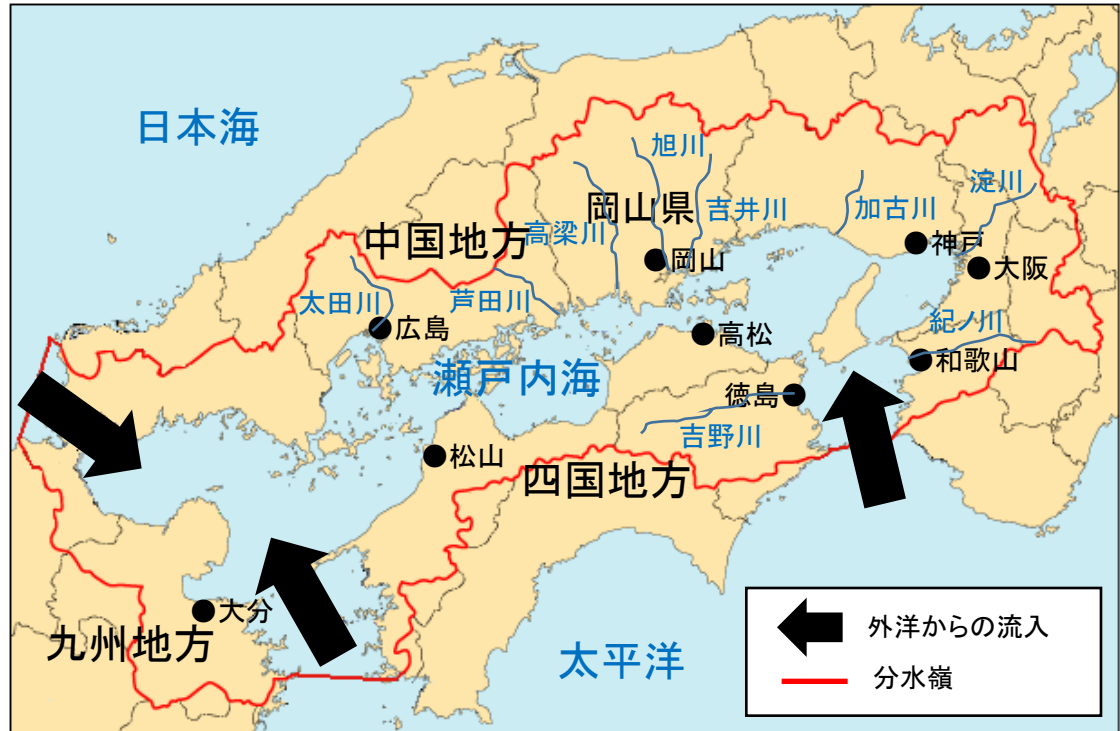 日本海
旭川
淀川
岡山県
吉井川
加古川
中国地方
高梁川
神戸
岡山
大阪
太田川
芦田川
広島
高松
紀ノ川
瀬戸内海
和歌山
徳島
吉野川
松山
四国地方
大分
九州地方
太平洋
外洋からの流入
分水嶺